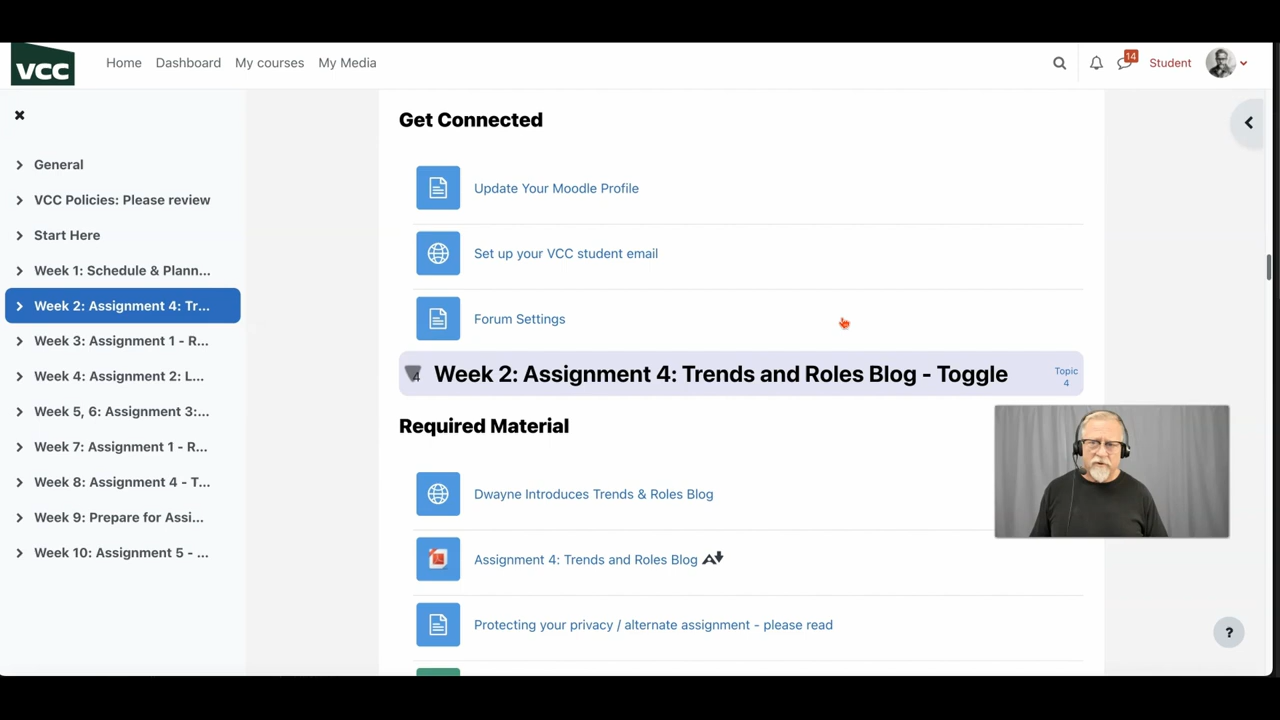 VCC
Home
Dashboard
My courses
My Media
14
Student
General
VCC Policies: Please review
Start Here
Week 1: Schedule & Plann...
Week 2: Assignment 4: Tr...
Week 3: Assignment 1 - R...
Week 4: Assignment 2: L...
Week 5, 6: Assignment 3:...
Week 7: Assignment 1 - R...
Week 8: Assignment 4 - T...
Week 9: Prepare for Assi...
Week 10: Assignment 5 - ...
Get Connected
Update Your Moodle Profile
Set up your VCC student email
Forum Settings
4
Week 2: Assignment 4: Trends and Roles Blog - Toggle
Topic
4
Required Material
Dwayne Introduces Trends & Roles Blog
Assignment 4: Trends and Roles Blog
Protecting your privacy / alternate assignment - please read
?